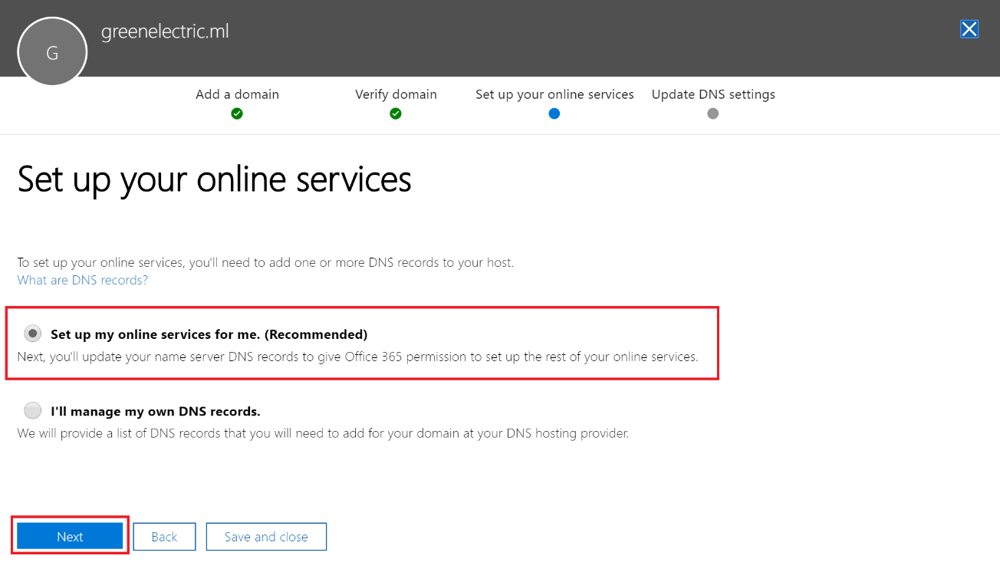 G
greenelectric.ml
Add a domain
Verify domain
Set up your online services
Update DNS settings
Set up your online services
To set up your online services, you'll need to add one or more DNS records to your host.
What are DNS records?
Set up my online services for me. (Recommended)
Next, you'll update your name server DNS records to give Office 365 permission to set up the rest of your online services.
I'll manage my own DNS records.
We will provide a list of DNS records that you will need to add for your domain at your DNS hosting provider.
Next
Back
Save and close